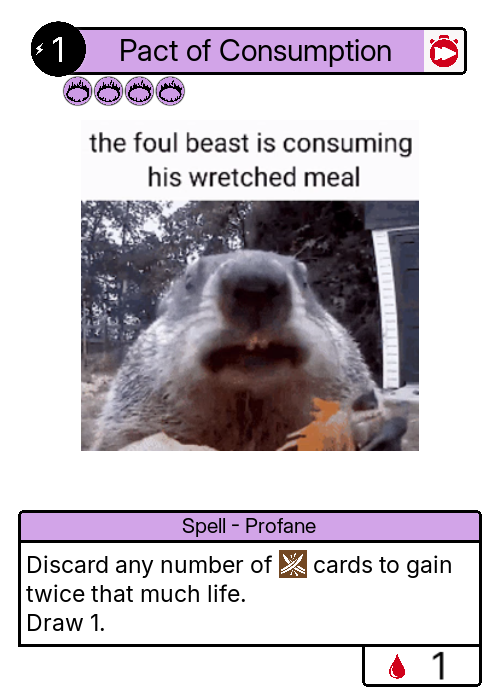 1 Pact of Consumption
the foul beast is consuming
his wretched meal
Spell - Profane
Discard any number of cards to gain
twice that much life.
Draw 1.
1